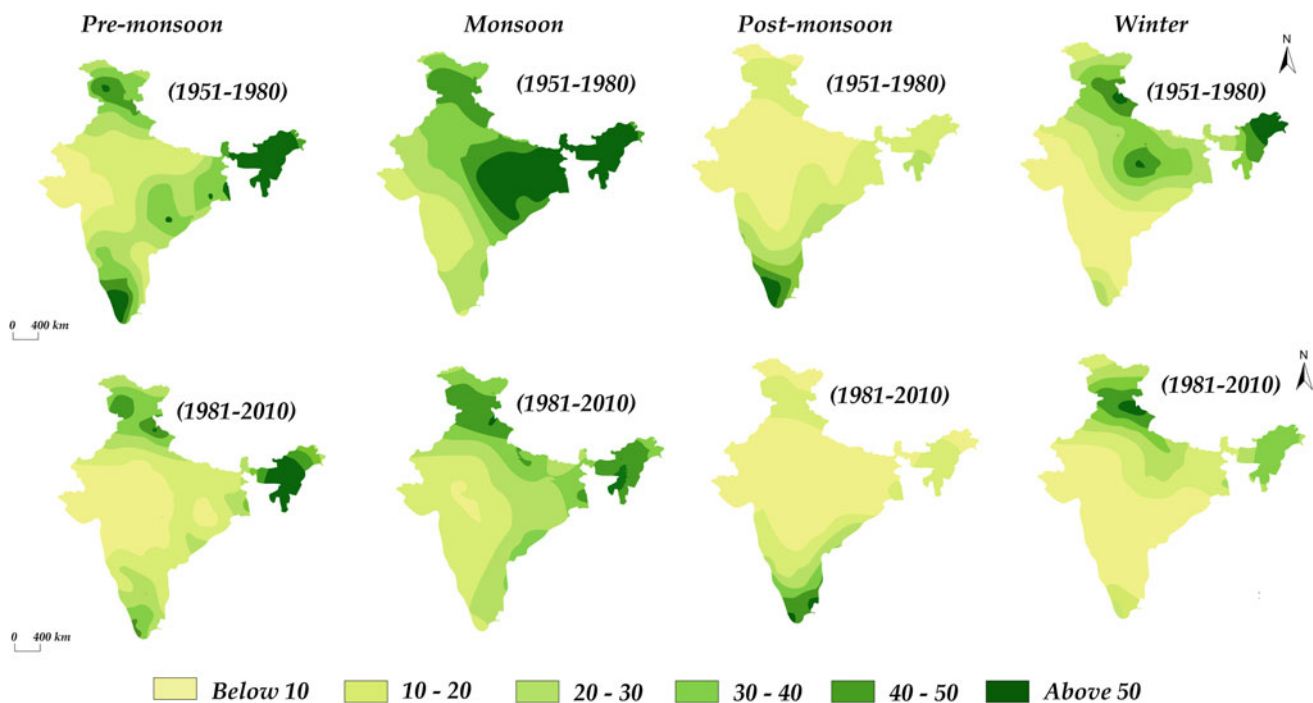 Pre-monsoon
Monsoon
Post-monsoon
Winter
N
(1951-1980)
(1951-1980)
(1951-1980)
(1951-1980)
0 400 km
N
(1981-2010)
(1981-2010)
(1981-2010)
(1981-2010)
0 400 km
Below 10
10 - 20
20 - 30
30 - 40
40 - 50
Above 50